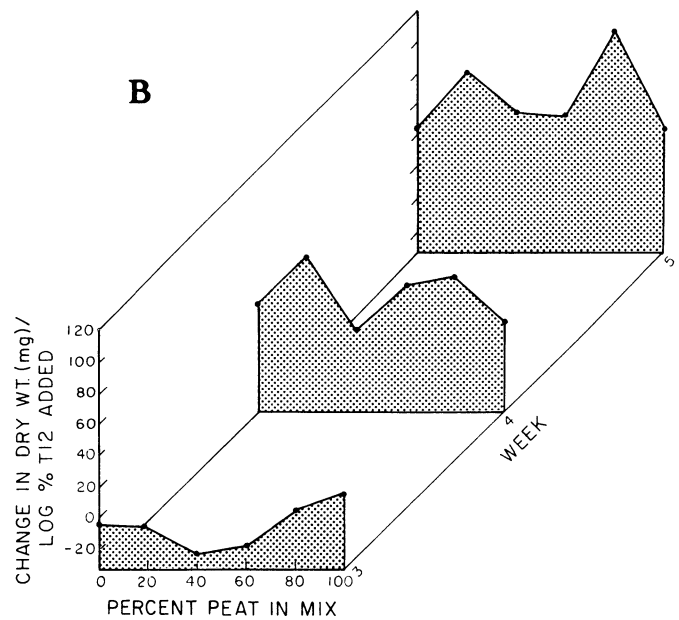 B
120
100
80
60
40
20
0
-20
CHANGE IN DRY WT. (mg)/
LOG % T12 ADDED
0 20 40 60 80 100
PERCENT PEAT IN MIX
3
4
5
WEEK